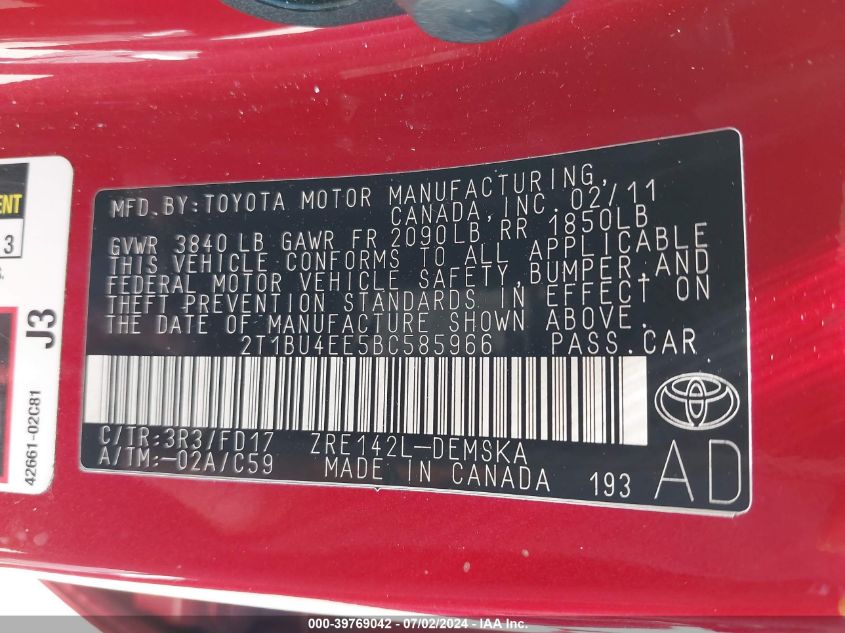 ENT
3
S.
J3
42661-02C81
MFD.BY:TOYOTA MOTOR MANUFACTURING,
CANADA, INC. 02/11
GVWR 3840 LB GAWR FR 2090LB RR 1850LB
THIS VEHICLE CONFORMS TO ALL APPLICABLE
FEDERAL MOTOR VEHICLE SAFETY,BUMPER,AND
THEFT PREVENTION STANDARDS IN EFFECT ON
THE DATE OF MANUFACTURE SHOWN ABOVE.
2T1BU4EE5BC585966 PASS.CAR
C/TR:3R3/FD17 ZRE142L-DEMSKA
A/TM:-02A/C59 MADE IN CANADA 193
AD
000-39769042 - 07/02/2024 - IAA Inc.